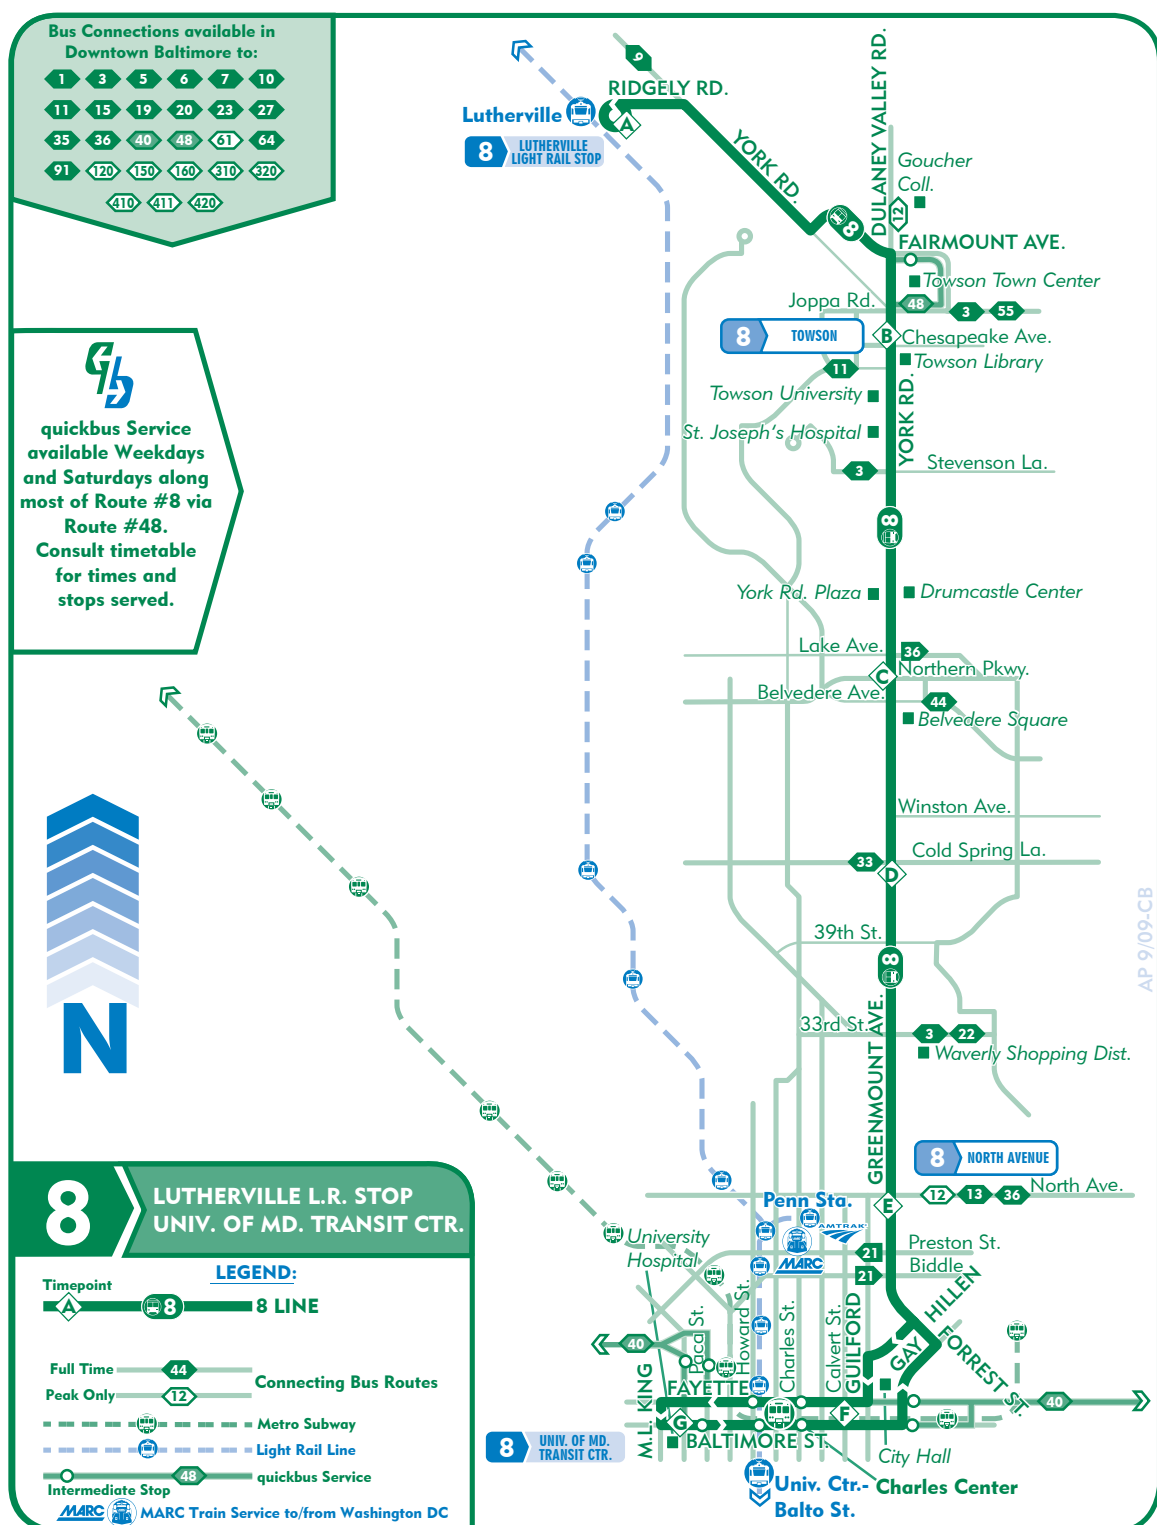 Bus Connections available in
Downtown Baltimore to:
1 3 5 6 7 10
11 15 19 20 23 27
35 36 40 48 61 64
91 120 150 160 310 320
410 411 420
quickbus Service
available Weekdays
and Saturdays along
most of Route #8 via
Route #48.
Consult timetable
for times and
stops served.
N
9
RIDGELY RD.
Lutherville
A
8 LUTHERVILLE
LIGHT RAIL STOP
YORK RD.
8
DULANEY VALLEY RD.
12
Goucher
Coll.
FAIRMOUNT AVE.
Towson Town Center
Joppa Rd.
48
3 55
8 TOWSON
B
Chesapeake Ave.
Towson Library
11
YORK RD.
Towson University
St. Joseph's Hospital
3
Stevenson La.
8
York Rd. Plaza
Drumcastle Center
Lake Ave.
36
C
Northern Pkwy.
Belvedere Ave.
44
Belvedere Square
Winston Ave.
33
Cold Spring La.
D
39th St.
8
33rd St.
3 22
Waverly Shopping Dist.
GREENMOUNT AVE.
8 NORTH AVENUE
E
12 13 36
North Ave.
Penn Sta.
AMTRAK
MARC
21
Preston St.
21
Biddle
University
Hospital
Paca St.
Howard St.
Charles St.
Calvert St.
GUILFORD
GAY
HILLEN
FORREST ST.
40
40
M.L. KING
FAYETTE
G
F
BALTIMORE ST.
8 UNIV. OF MD.
TRANSIT CTR.
City Hall
Charles Center
Univ. Ctr.-
Balto St.
AP 9/09-CB
8
LUTHERVILLE L.R. STOP
UNIV. OF MD. TRANSIT CTR.
LEGEND:
Timepoint
A 8 8 LINE
Full Time 44
Peak Only 12
Connecting Bus Routes
Metro Subway
Light Rail Line
48 quickbus Service
Intermediate Stop
MARC MARC Train Service to/from Washington DC